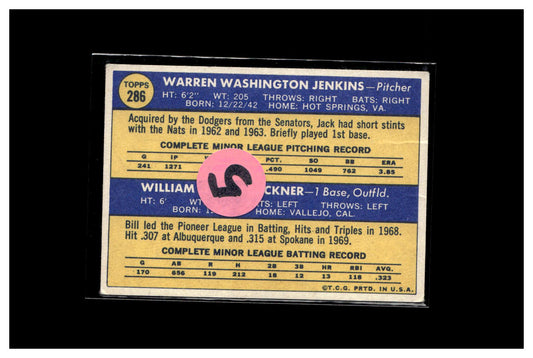 TOPPS
286
WARREN WASHINGTON JENKINS—Pitcher
HT: 6'2" WT: 205 THROWS: RIGHT BATS: RIGHT
BORN: 12/22/42 HOME: HOT SPRINGS, VA.
Acquired by the Dodgers from the Senators, Jack had short stints
with the Nats in 1962 and 1963. Briefly played 1st base.
COMPLETE MINOR LEAGUE PITCHING RECORD
G IP PCT. SO BB ERA
241 1271 .490 1049 762 3.85
5
WILLIAM CKNER—1 Base, Outfld.
HT: 6' TS: LEFT THROWS: LEFT
BORN: HOME: VALLEJO, CAL.
Bill led the Pioneer League in Batting, Hits and Triples in 1968.
Hit .307 at Albuquerque and .315 at Spokane in 1969.
COMPLETE MINOR LEAGUE BATTING RECORD
G AB R H 2B 3B HR RBI AVG.
170 656 119 212 18 12 13 118 .323
©T.C.G. PRTD. IN U.S.A.